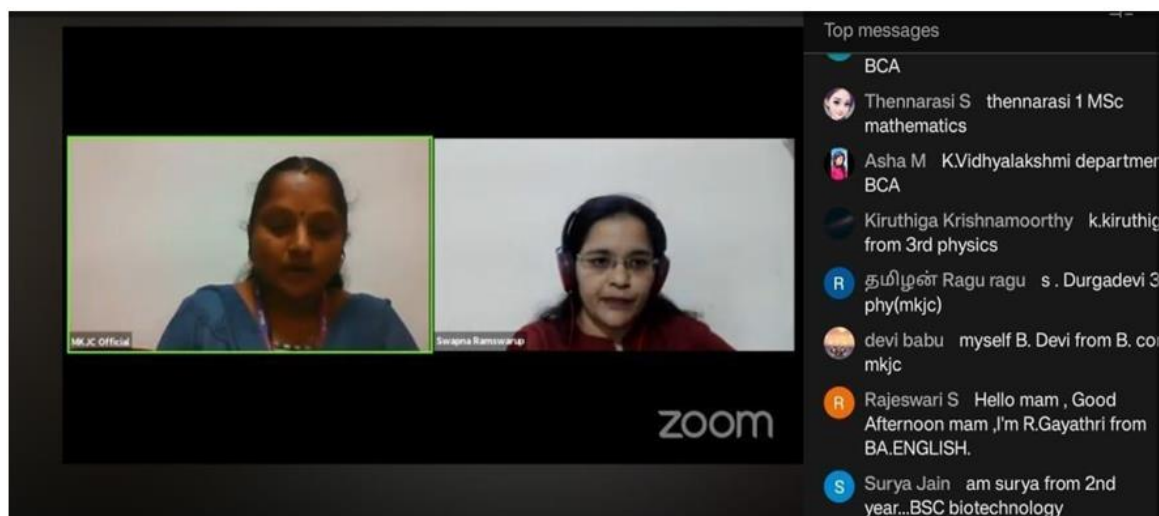 MKJC Official
Swapna Ramswarup
zoom
Top messages
BCA
Thennarasi S thennarasi 1 MSc
mathematics
Asha M K.Vidhyalakshmi departmen
BCA
Kiruthiga Krishnamoorthy k.kiruthig
from 3rd physics
R
தமிழன் Ragu ragu s . Durgadevi 3
phy(mkjc)
devi babu myself B. Devi from B. co
mkjc
R
Rajeswari S Hello mam , Good
Afternoon mam ,I'm R.Gayathri from
BA.ENGLISH.
S
Surya Jain am surya from 2nd
year...BSC biotechnology